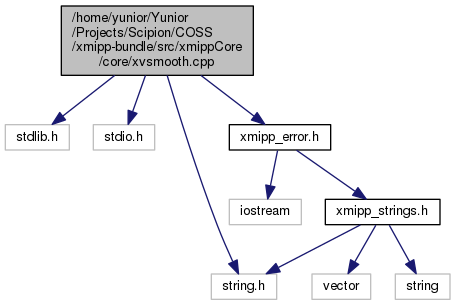 /home/yunior/Yunior
/Projects/Scipion/COSS
/xmipp-bundle/src/xmippCore
/core/xvsmooth.cpp
stdlib.h
stdio.h
xmipp_error.h
iostream
xmipp_strings.h
string.h
vector
string